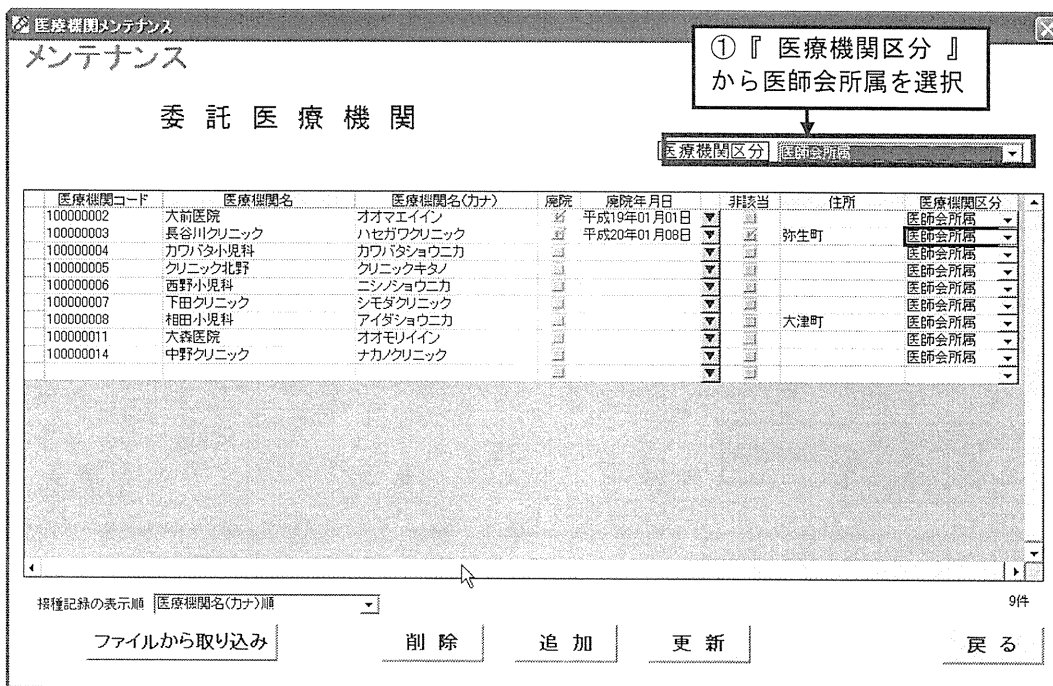 医療機関メンテナンス
メンテナンス
① 『 医療機関区分 』
から医師会所属を選択
委 託 医 療 機 関
医療機関区分 医師会所属
医療機関コード 医療機関名 医療機関名(カナ) 廃院 廃院年月日 非該当 住所 医療機関区分
100000002 大前医院 オオマエイイン 平成19年01月01日 医師会所属
100000003 長谷川クリニック ハセガワクリニック 平成20年01月08日 弥生町 医師会所属
100000004 カワバタ小児科 カワバタショウニカ 医師会所属
100000005 クリニック北野 クリニックキタノ 医師会所属
100000006 西野小児科 ニシノショウニカ 医師会所属
100000007 下田クリニック シモダクリニック 医師会所属
100000008 相田小児科 アイダショウニカ 大津町 医師会所属
100000011 大森医院 オオモリイイン 医師会所属
100000014 中野クリニック ナカノクリニック 医師会所属
接種記録の表示順 医療機関名(カナ)順 9件
ファイルから取り込み 削 除 追 加 更 新 戻 る